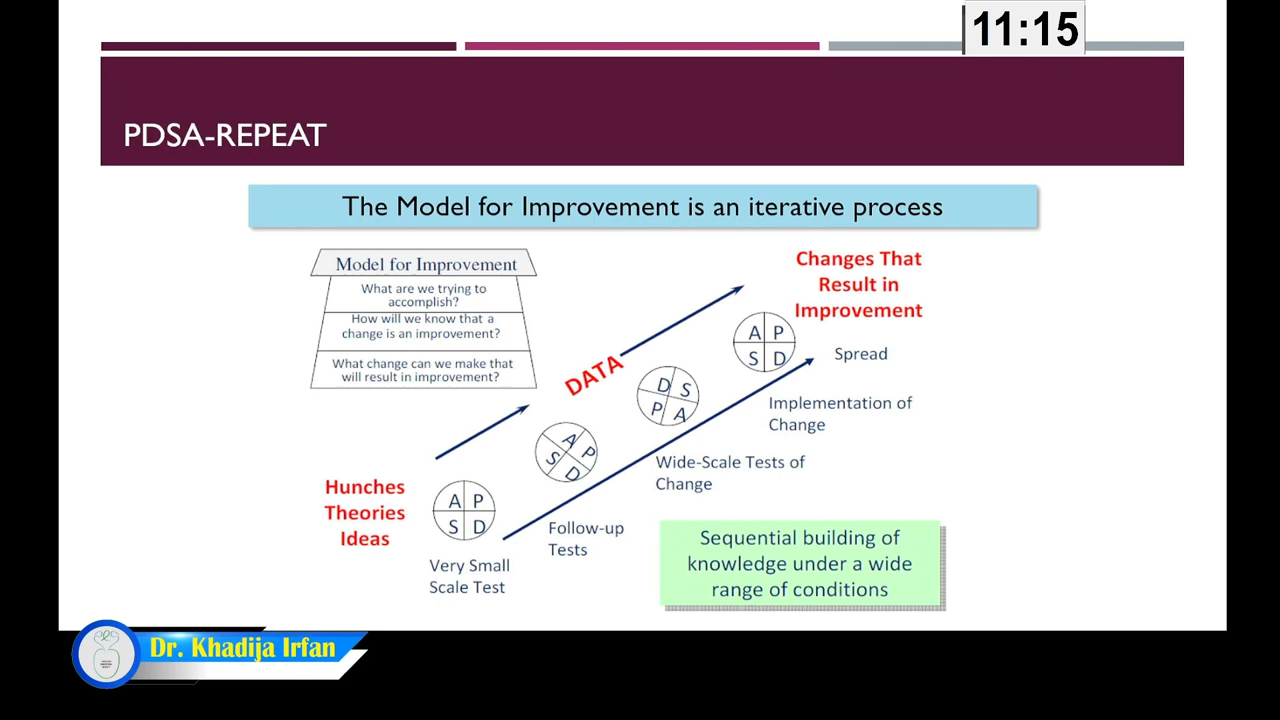 11:15
PDSA-REPEAT
The Model for Improvement is an iterative process
Model for Improvement
What are we trying to
accomplish?
How will we know that a
change is an improvement?
What change can we make that
will result in improvement?
Changes That
Result in
Improvement
DATA
A P
S D
Spread
D S
P A
Implementation of
Change
A P
S D
Wide-Scale Tests of
Change
Hunches
Theories
Ideas
A P
S D
Follow-up
Tests
Very Small
Scale Test
Sequential building of
knowledge under a wide
range of conditions
Dr. Khadija Irfan